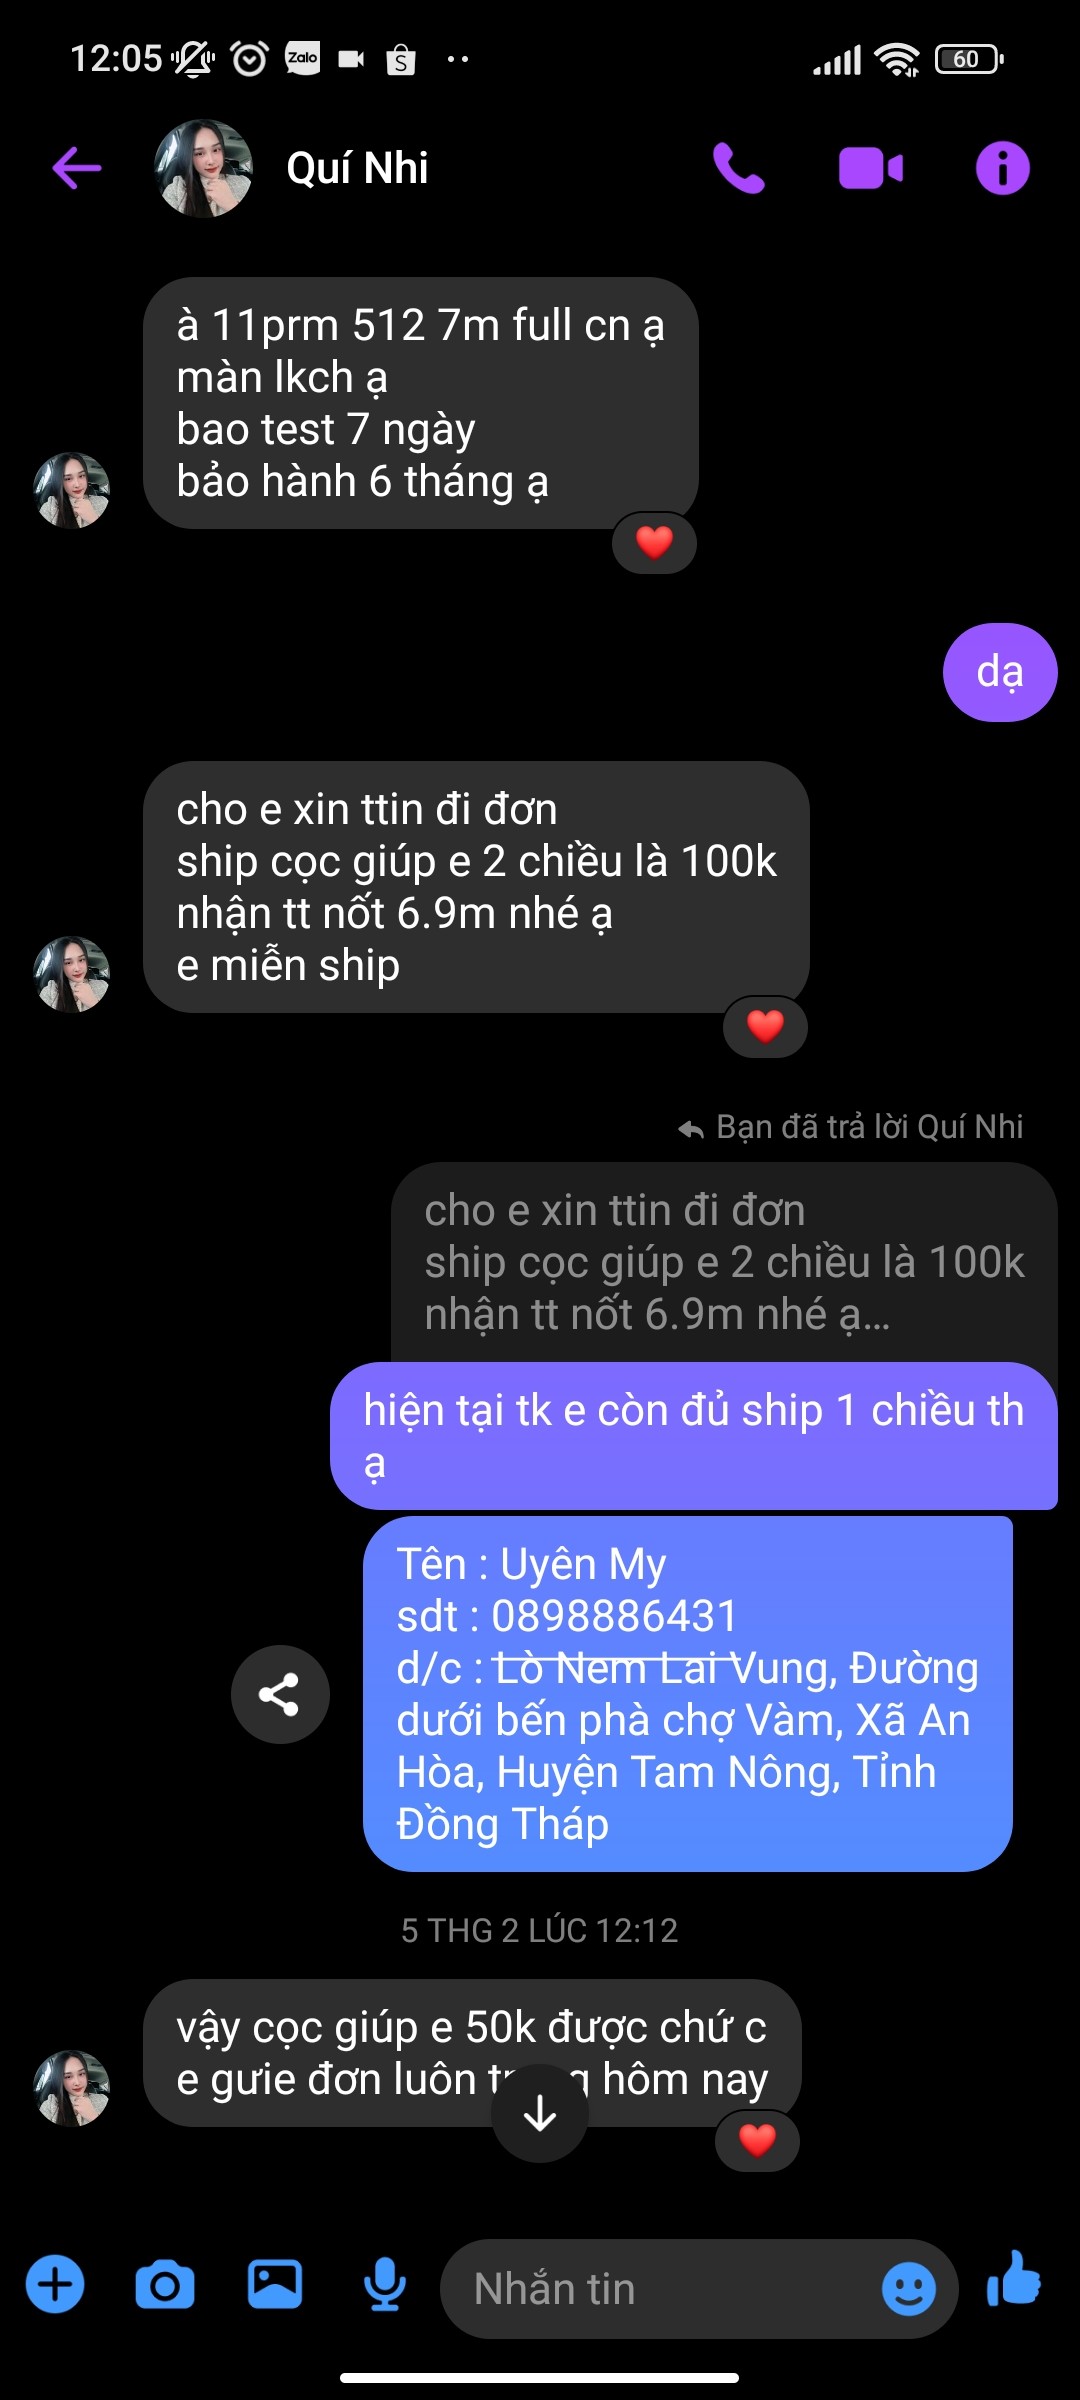 12:05
Zalo
60
Quí Nhi
à 11prm 512 7m full cn ạ
màn lkch ạ
bao test 7 ngày
bảo hành 6 tháng ạ
dạ
cho e xin ttin đi đơn
ship cọc giúp e 2 chiều là 100k
nhận tt nốt 6.9m nhé ạ
e miễn ship
Bạn đã trả lời Quí Nhi
cho e xin ttin đi đơn
ship cọc giúp e 2 chiều là 100k
nhận tt nốt 6.9m nhé ạ...
hiện tại tk e còn đủ ship 1 chiều th
ạ
Tên : Uyên My
sdt : 0898886431
d/c : Lò Nem Lai Vung, Đường
dưới bến phà chợ Vàm, Xã An
Hòa, Huyện Tam Nông, Tỉnh
Đồng Tháp
5 THG 2 LÚC 12:12
vậy cọc giúp e 50k được chứ c
e gưie đơn luôn hôm nay
Nhắn tin